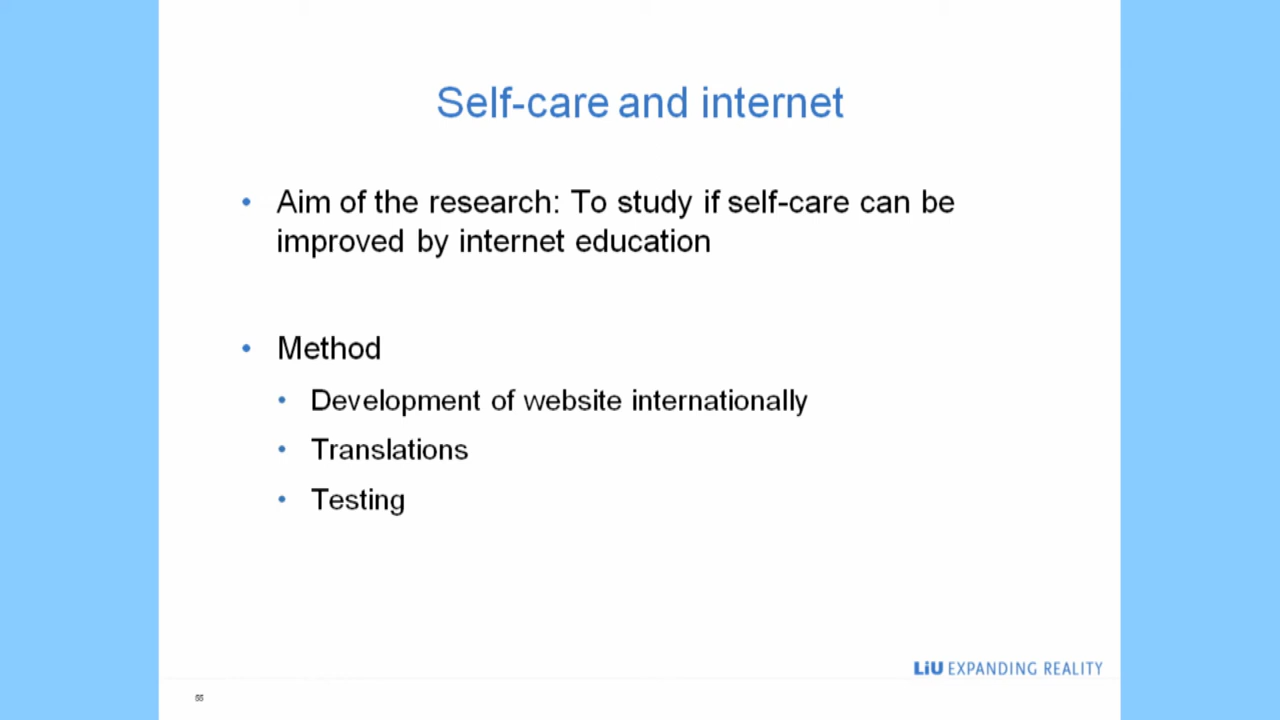 Self-care and internet
• Aim of the research: To study if self-care can be
improved by internet education
• Method
• Development of website internationally
• Translations
• Testing
LiU EXPANDING REALITY
55